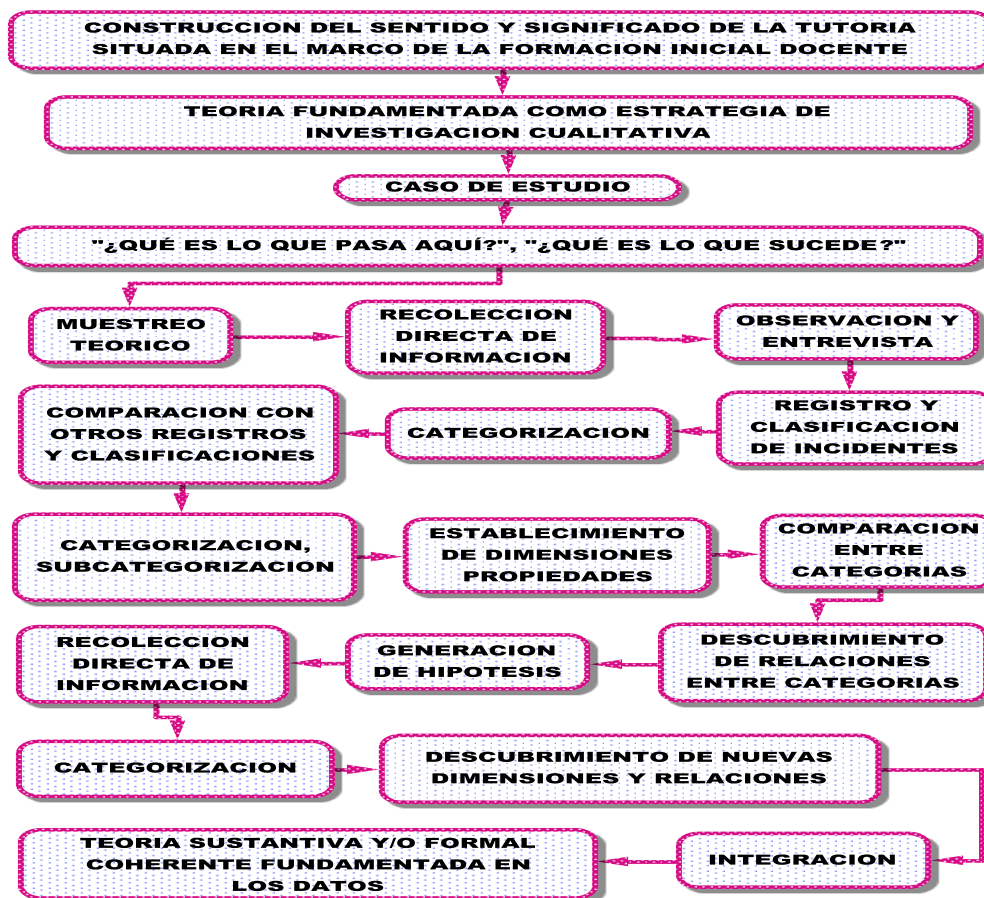 CONSTRUCCION DEL SENTIDO Y SIGNIFICADO DE LA TUTORIA
SITUADA EN EL MARCO DE LA FORMACION INICIAL DOCENTE
TEORIA FUNDAMENTADA COMO ESTRATEGIA DE
INVESTIGACION CUALITATIVA
CASO DE ESTUDIO
"¿QUÉ ES LO QUE PASA AQUÍ?", "¿QUÉ ES LO QUE SUCEDE?"
MUESTREO
TEORICO
RECOLECCION
DIRECTA DE
INFORMACION
OBSERVACION Y
ENTREVISTA
REGISTRO Y
CLASIFICACION
DE INCIDENTES
CATEGORIZACION
COMPARACION CON
OTROS REGISTROS
Y CLASIFICACIONES
CATEGORIZACION,
SUBCATEGORIZACION
ESTABLECIMIENTO
DE DIMENSIONES
PROPIEDADES
COMPARACION
ENTRE
CATEGORIAS
DESCUBRIMIENTO
DE RELACIONES
ENTRE CATEGORIAS
GENERACION
DE HIPOTESIS
RECOLECCION
DIRECTA DE
INFORMACION
CATEGORIZACION
DESCUBRIMIENTO DE NUEVAS
DIMENSIONES Y RELACIONES
INTEGRACION
TEORIA SUSTANTIVA Y/O FORMAL
COHERENTE FUNDAMENTADA EN
LOS DATOS